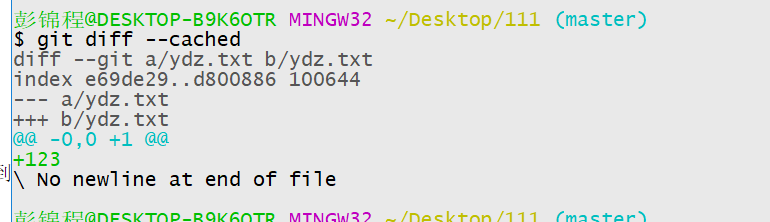 彭锦程@DESKTOP-B9K6OTR MINGW32 ~/Desktop/111 (master)
$ git diff --cached
diff --git a/ydz.txt b/ydz.txt
index e69de29..d800886 100644
--- a/ydz.txt
+++ b/ydz.txt
@@ -0,0 +1 @@
+123
到
\ No newline at end of file
彭锦程@DESKTOP-B9K6OTR MINGW32 ~/Desktop/111 (master)